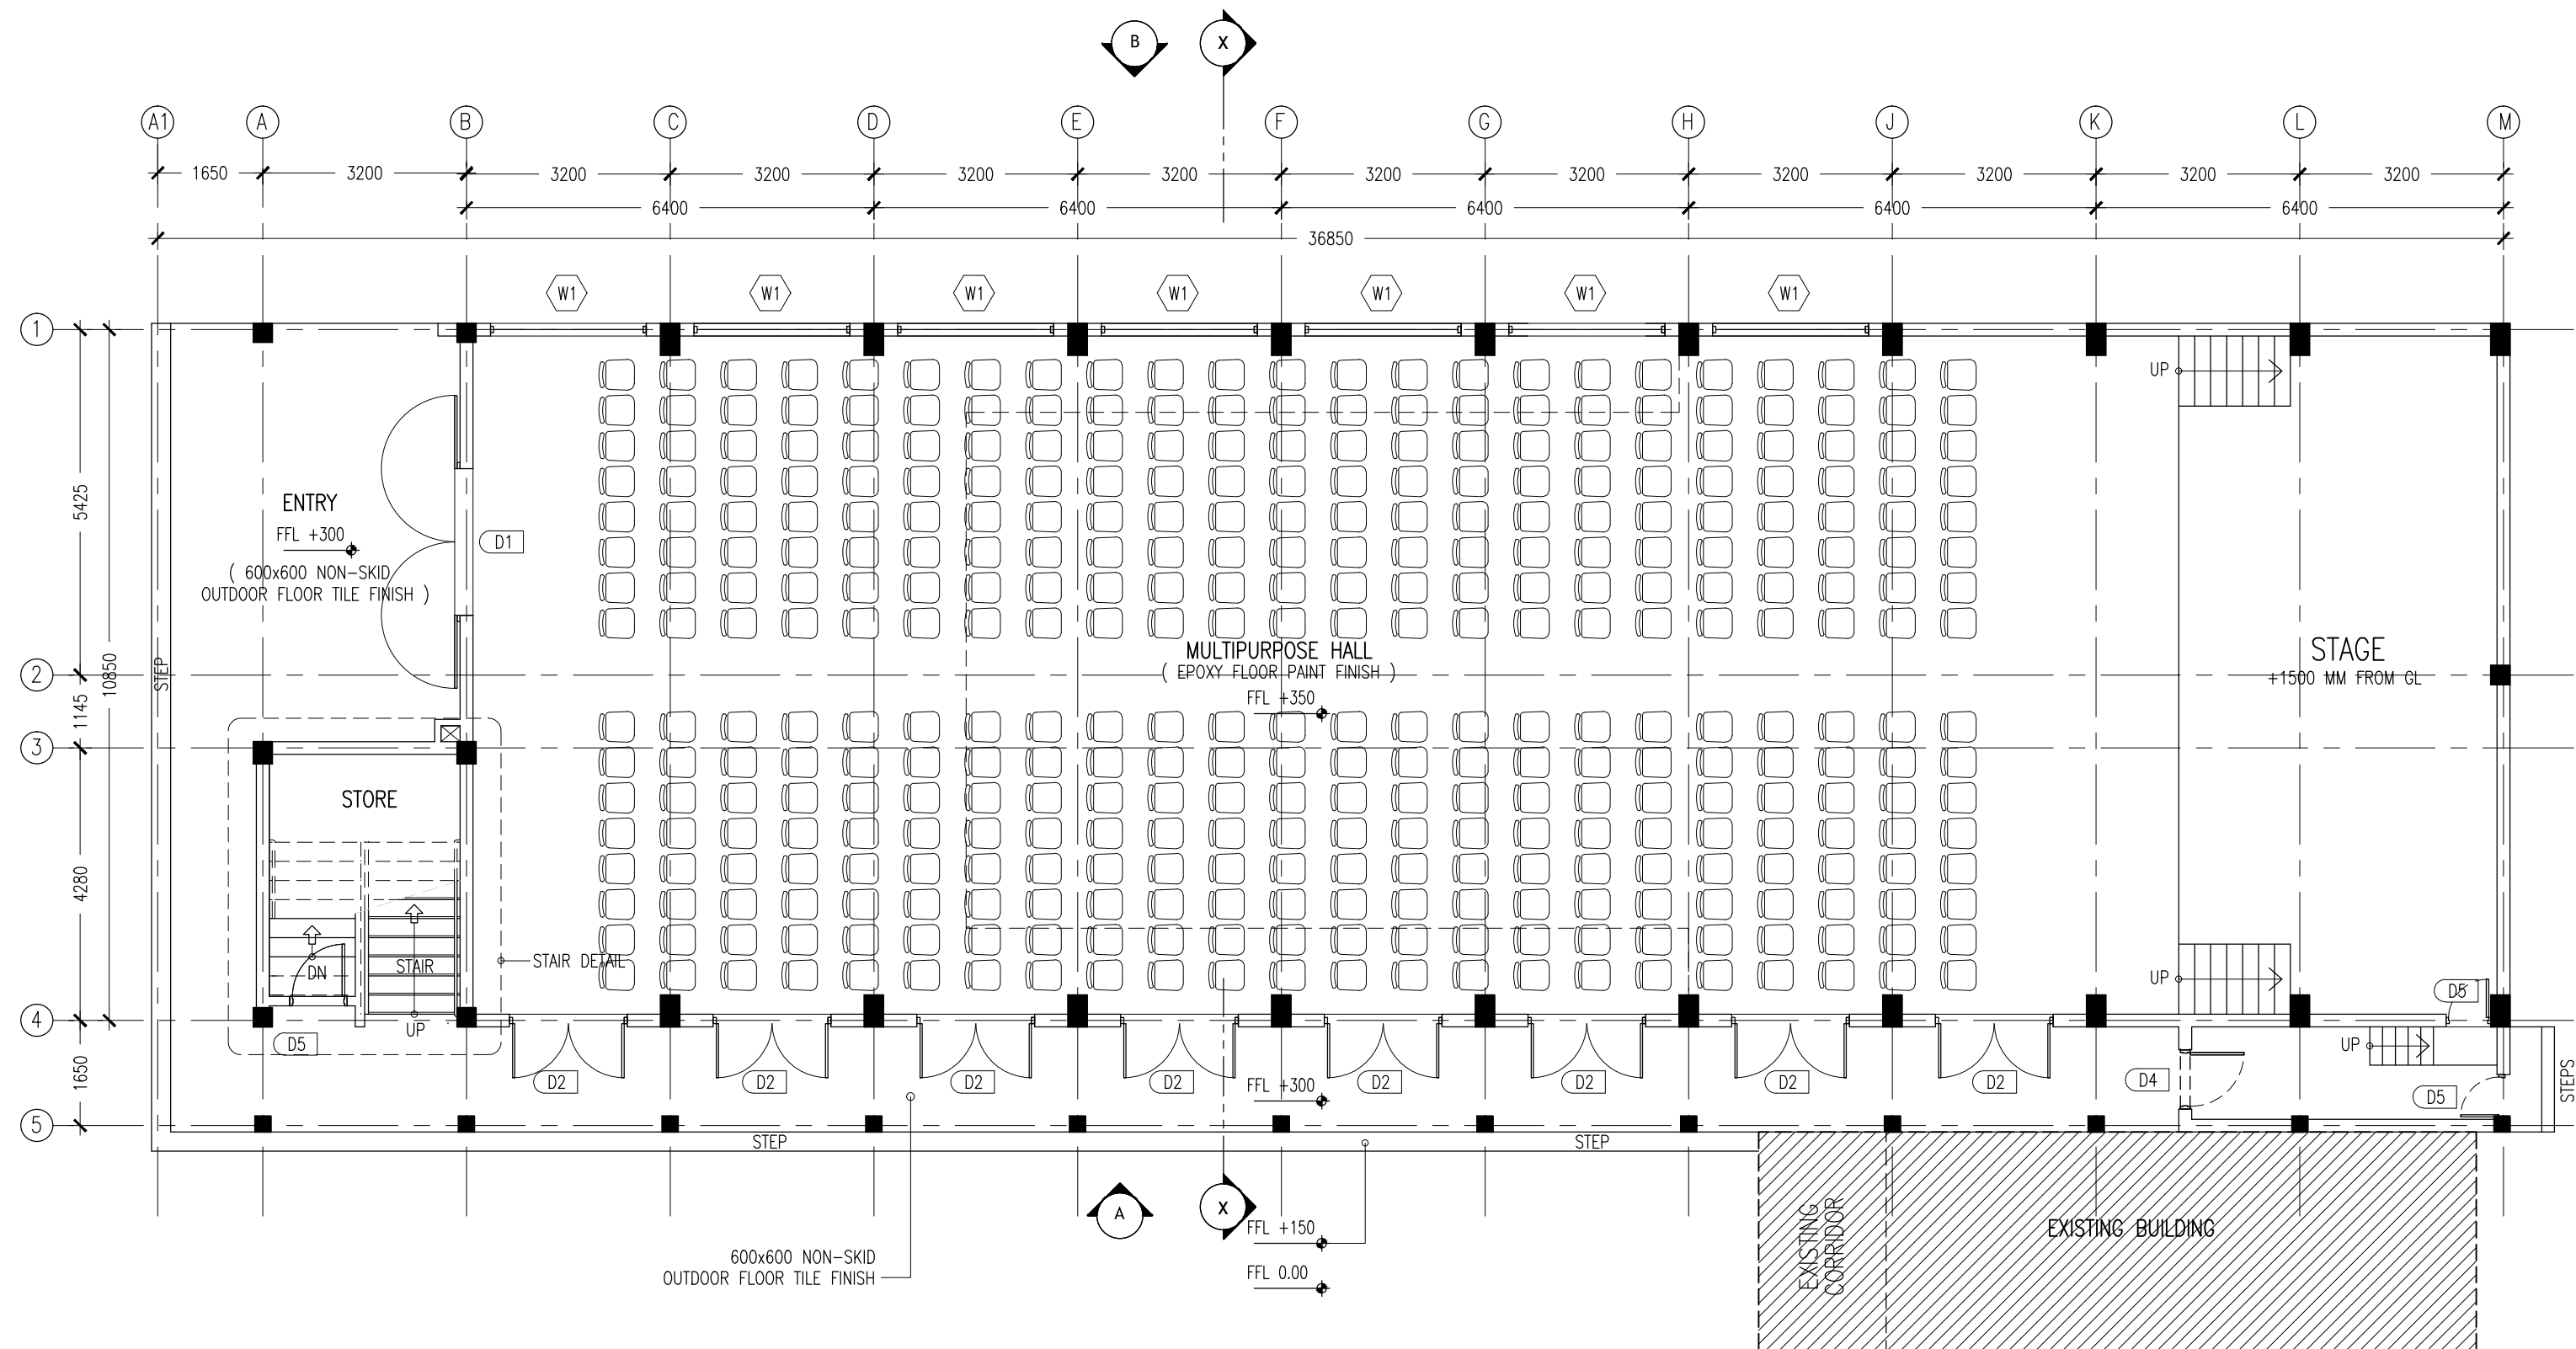 B
X
A1
A
B
C
D
E
F
G
H
J
K
L
M
1650
3200
3200
3200
3200
3200
3200
3200
3200
3200
3200
3200
6400
6400
6400
6400
6400
36850
W1
W1
W1
W1
W1
W1
W1
1
2
3
4
5
5425
1145
4280
1650
10850
UP
ENTRY
FFL +300
( 600x600 NON-SKID
OUTDOOR FLOOR TILE FINISH )
D1
STEP
MULTIPURPOSE HALL
( EPOXY FLOOR PAINT FINISH )
FFL +350
STAGE
+1500 MM FROM GL
STORE
STAIR DETAIL
DN
STAIR
UP
D5
UP
D5
UP
D2
D2
D2
D2
D2
D2
D2
D2
D4
D5
STEPS
FFL +300
STEP
STEP
A
X
FFL +150
FFL 0.00
600x600 NON-SKID
OUTDOOR FLOOR TILE FINISH
EXISTING
CORRIDOR
EXISTING BUILDING